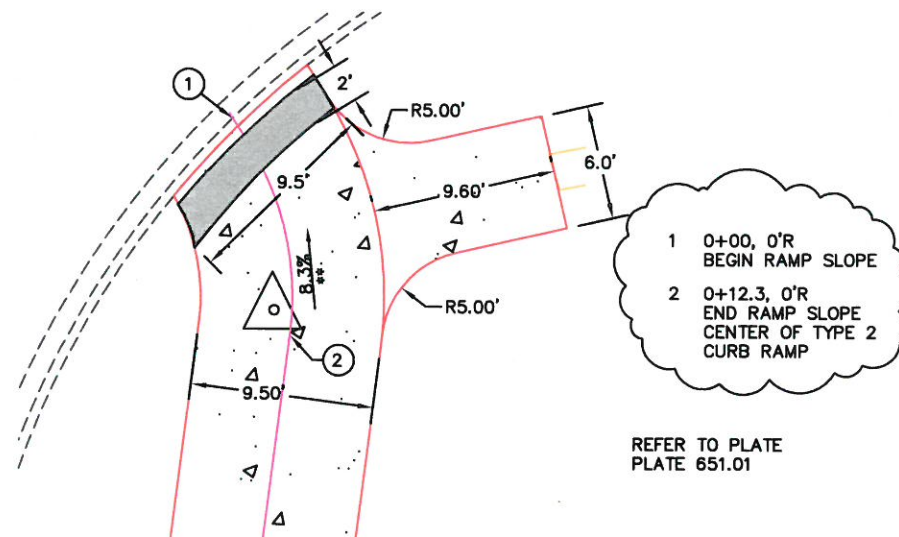 1
2'
R5.00'
6.0'
9.5'
9.60'
8.3%
**
R5.00'
2
9.50'
1 0+00, 0'R
BEGIN RAMP SLOPE
2 0+12.3, 0'R
END RAMP SLOPE
CENTER OF TYPE 2
CURB RAMP
REFER TO PLATE
PLATE 651.01